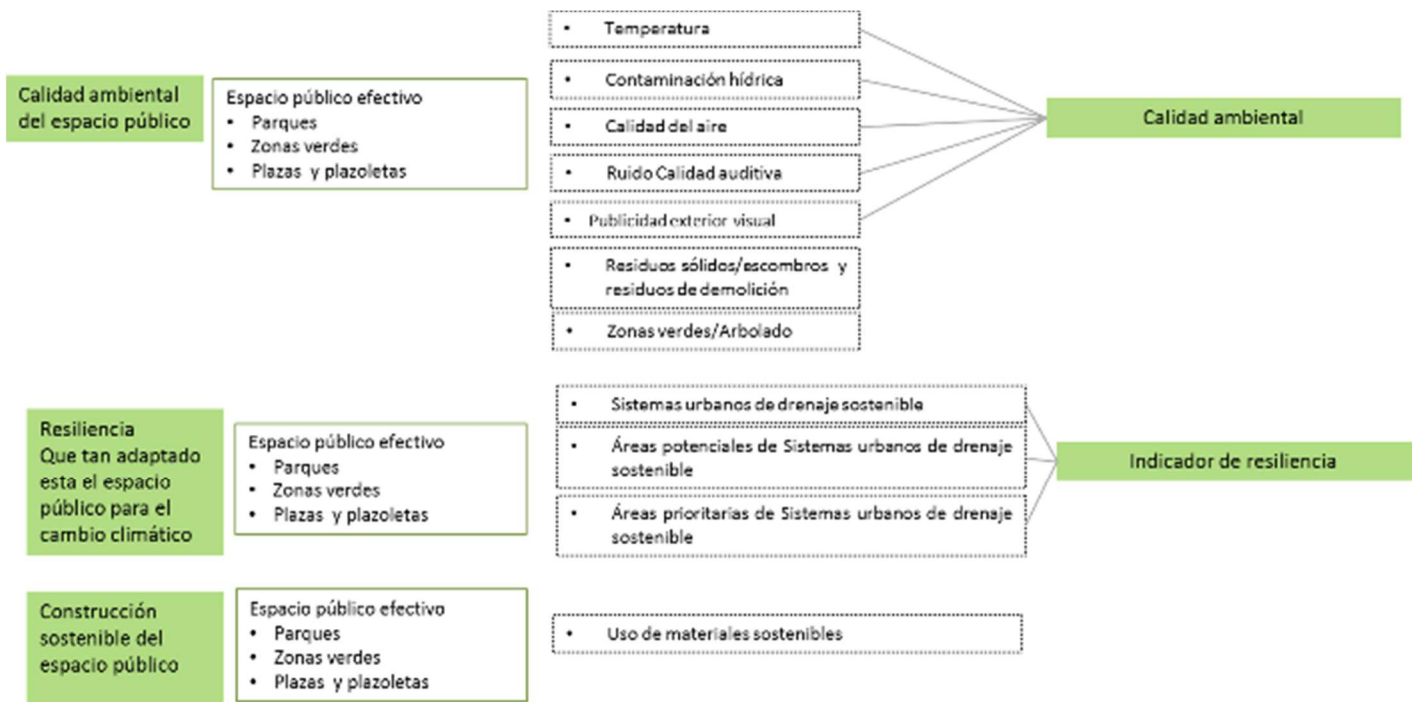 Calidad ambiental
del espacio público
Espacio público efectivo
• Parques
• Zonas verdes
• Plazas y plazoletas
• Temperatura
• Contaminación hídrica
• Calidad del aire
• Ruido Calidad auditiva
• Publicidad exterior visual
• Residuos sólidos/escombros y
residuos de demolición
• Zonas verdes/Arbolado
Calidad ambiental
Resiliencia
Que tan adaptado
esta el espacio
público para el
cambio climático
Espacio público efectivo
• Parques
• Zonas verdes
• Plazas y plazoletas
• Sistemas urbanos de drenaje sostenible
• Áreas potenciales de Sistemas urbanos de drenaje
sostenible
• Áreas prioritarias de Sistemas urbanos de drenaje
sostenible
Indicador de resiliencia
Construcción
sostenible del
espacio público
Espacio público efectivo
• Parques
• Zonas verdes
• Plazas y plazoletas
• Uso de materiales sostenibles